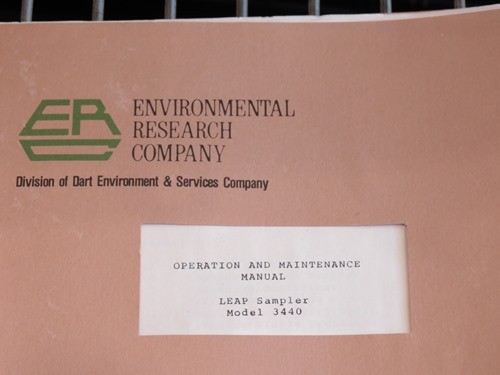 ERC
ENVIRONMENTAL
RESEARCH
COMPANY
Division of Dart Environment & Services Company
OPERATION AND MAINTENANCE
MANUAL
LEAP Sampler
Model 3440